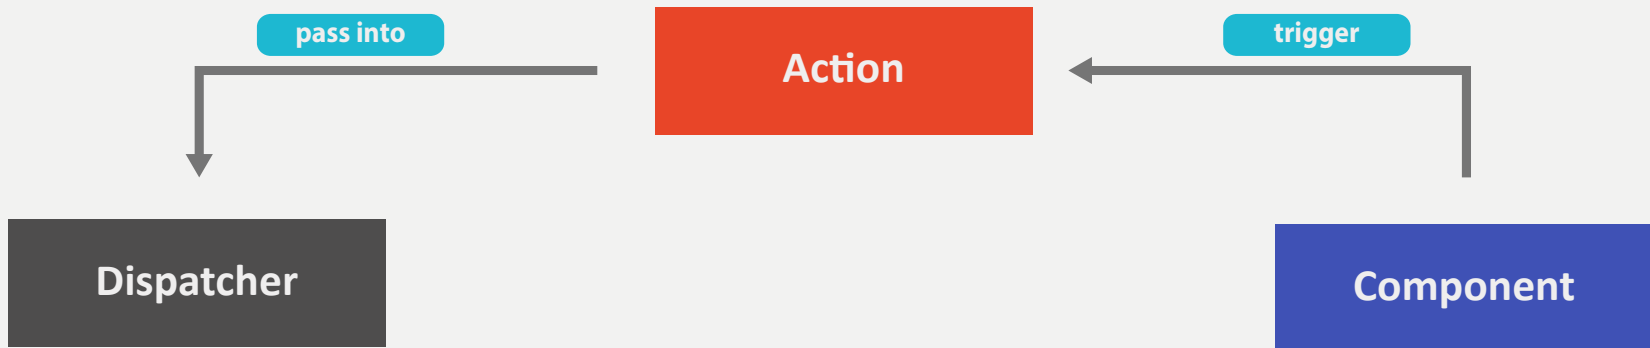 pass into
Action
trigger
Dispatcher
Component